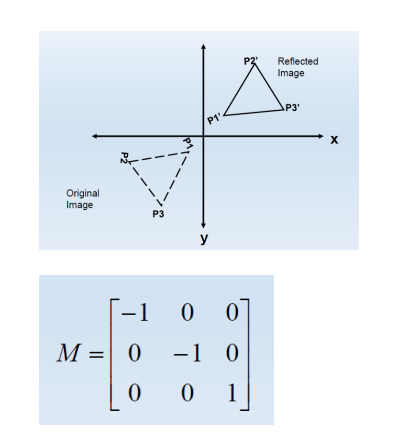 P2'
Reflected
Image
P1'
P3'
x
P1
P2
Original
Image
P3
y
M = [ -1 0 0
0 -1 0
0 0 1 ]